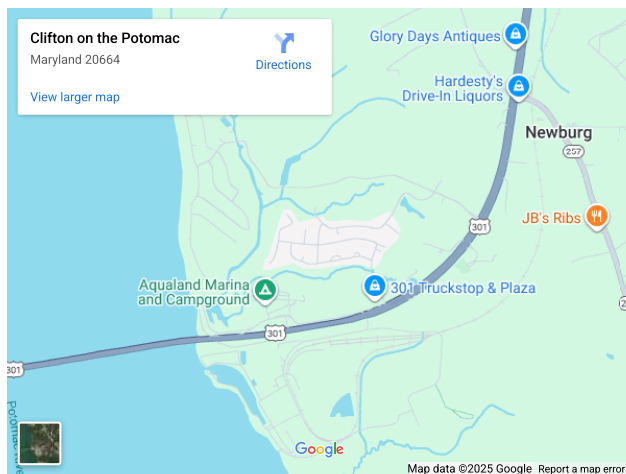 Clifton on the Potomac
Maryland 20664
Directions
View larger map
Glory Days Antiques
Hardesty's
Drive-In Liquors
Newburg
257
JB's Ribs
301
Aqualand Marina
and Campground
301 Truckstop & Plaza
301
301
Google
Map data ©2025 Google
Report a map error